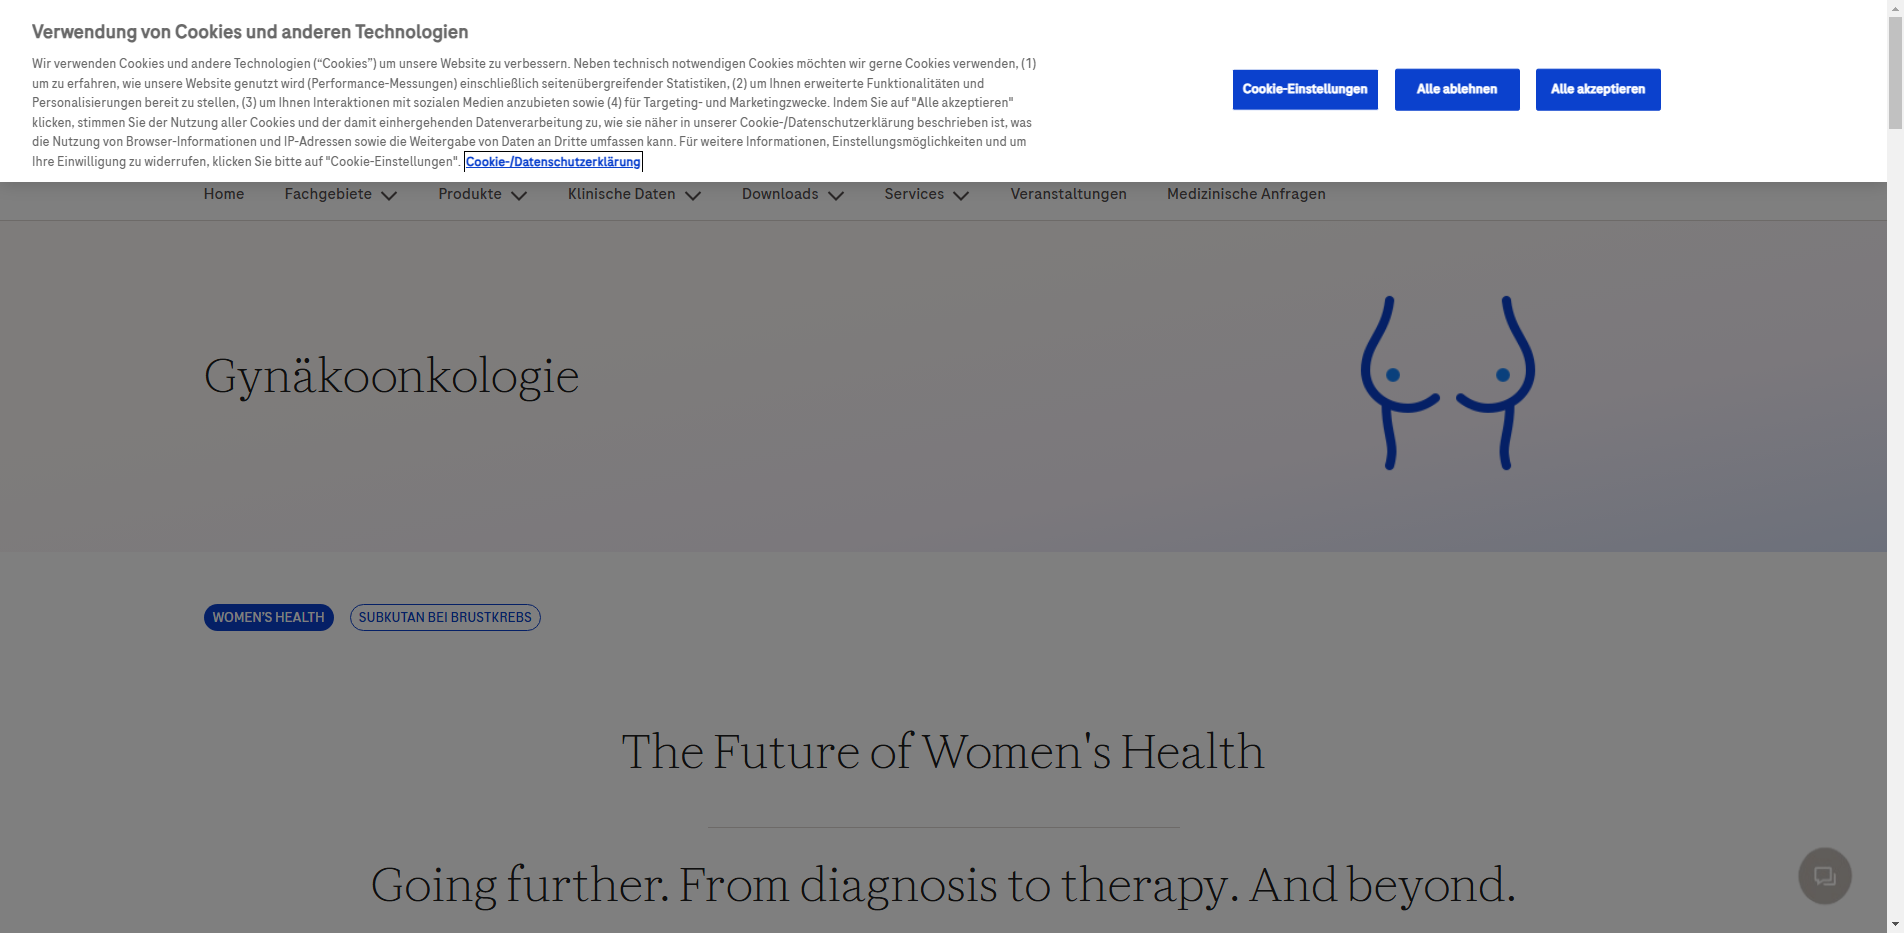 Verwendung von Cookies und anderen Technologien
Wir verwenden Cookies und andere Technologien (“Cookies”) um unsere Website zu verbessern. Neben technisch notwendigen Cookies möchten wir gerne Cookies verwenden, (1)
um zu erfahren, wie unsere Website genutzt wird (Performance-Messungen) einschließlich seitenübergreifender Statistiken, (2) um Ihnen erweiterte Funktionalitäten und
Personalisierungen bereit zu stellen, (3) um Ihnen Interaktionen mit sozialen Medien anzubieten sowie (4) für Targeting- und Marketingzwecke. Indem Sie auf "Alle akzeptieren"
klicken, stimmen Sie der Nutzung aller Cookies und der damit einhergehenden Datenverarbeitung zu, wie sie näher in unserer Cookie-/Datenschutzerklärung beschrieben ist, was
die Nutzung von Browser-Informationen und IP-Adressen sowie die Weitergabe von Daten an Dritte umfassen kann. Für weitere Informationen, Einstellungsmöglichkeiten und um
Ihre Einwilligung zu widerrufen, klicken Sie bitte auf "Cookie-Einstellungen". Cookie-/Datenschutzerklärung
Cookie-Einstellungen Alle ablehnen Alle akzeptieren
Home Fachgebiete Produkte Klinische Daten Downloads Services Veranstaltungen Medizinische Anfragen
Gynäkoonkologie
WOMEN'S HEALTH SUBKUTAN BEI BRUSTKREBS
The Future of Women's Health
Going further. From diagnosis to therapy. And beyond.